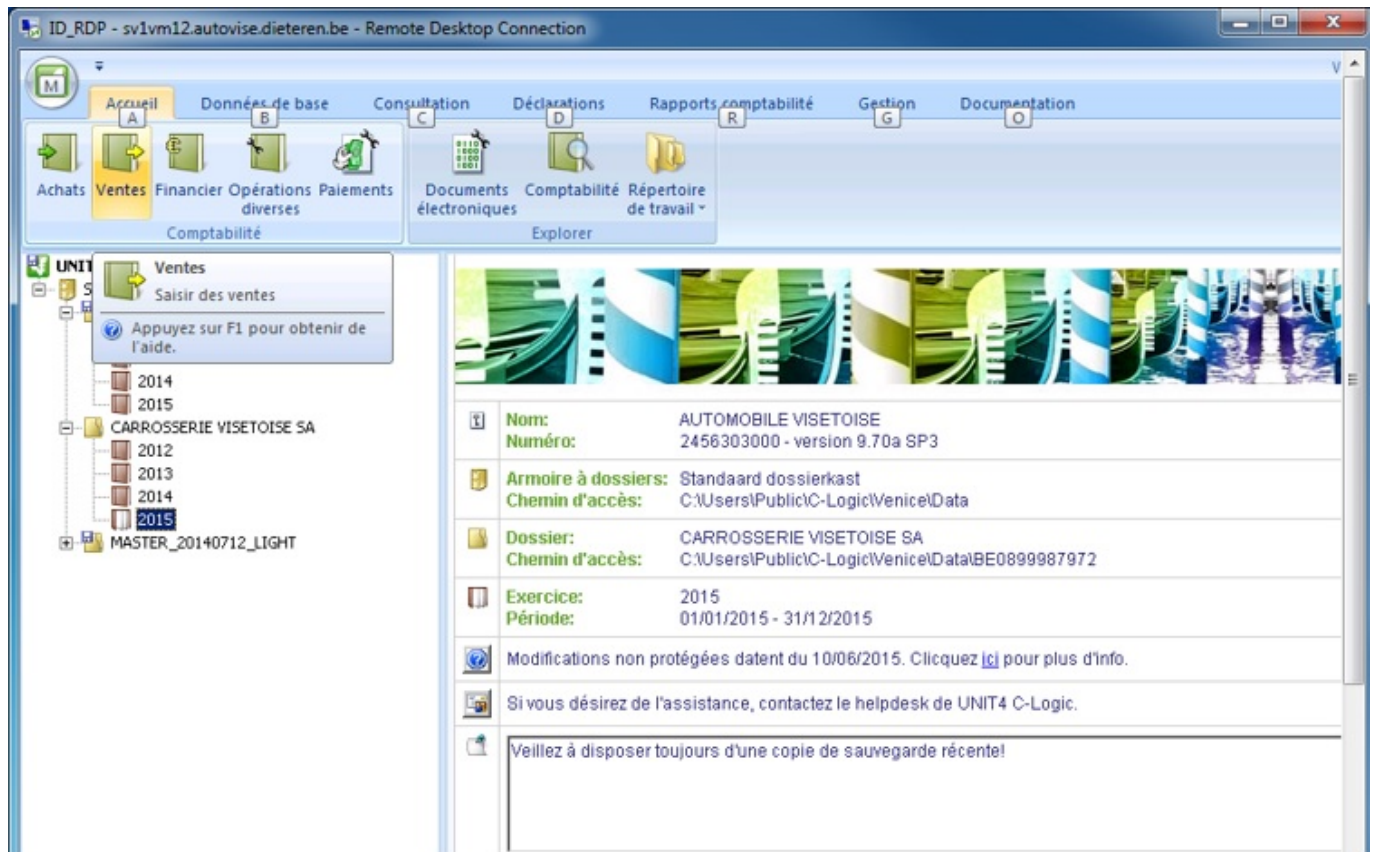 ID_RDP - sv1vm12.autovise.dieteren.be - Remote Desktop Connection
M
V
Accueil Données de base Consultation Déclarations Rapports comptabilité Gestion Documentation
A B C D R G O
Achats Ventes Financier Opérations diverses Paiements Documents électroniques Comptabilité Répertoire de travail
Comptabilité Explorer
UNIT
S
Ventes
Saisir des ventes
Appuyez sur F1 pour obtenir de
l'aide.
2014
2015
CARROSSERIE VISETOISE SA
2012
2013
2014
2015
MASTER_20140712_LIGHT
Nom: AUTOMOBILE VISETOISE
Numéro: 2456303000 - version 9.70a SP3
Armoire à dossiers: Standaard dossierkast
Chemin d'accès: C:\Users\Public\C-Logic\Venice\Data
Dossier: CARROSSERIE VISETOISE SA
Chemin d'accès: C:\Users\Public\C-Logic\Venice\Data\BE0899987972
Exercice: 2015
Période: 01/01/2015 - 31/12/2015
Modifications non protégées datent du 10/06/2015. Clicquez ici pour plus d'info.
Si vous désirez de l'assistance, contactez le helpdesk de UNIT4 C-Logic.
Veillez à disposer toujours d'une copie de sauvegarde récente!